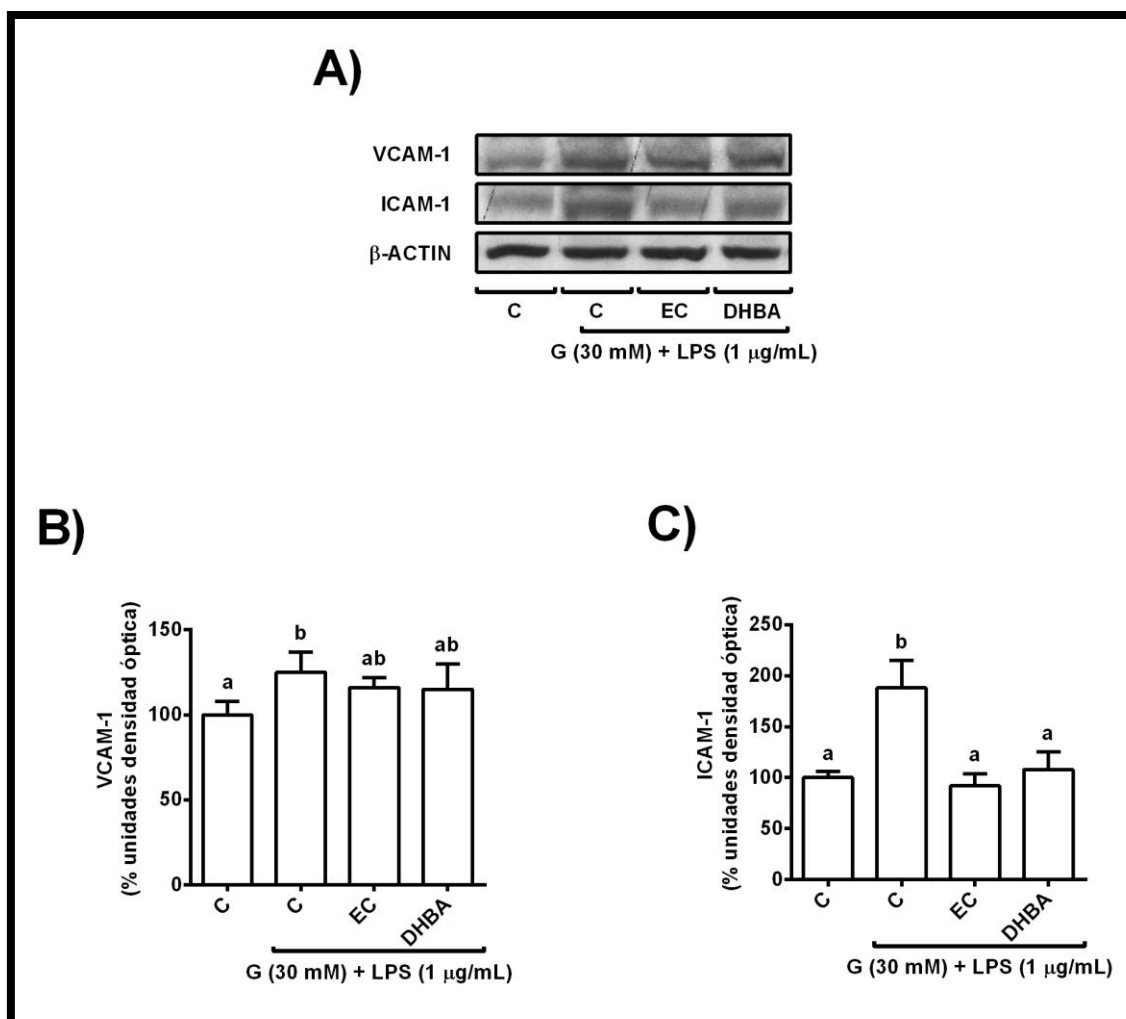 A)
VCAM-1
ICAM-1
β-ACTIN
C C EC DHBA
G (30 mM) + LPS (1 μg/mL)
B)
VCAM-1
(% unidades densidad óptica)
150
100
50
0
a b ab ab
C C EC DHBA
G (30 mM) + LPS (1 μg/mL)
C)
ICAM-1
(% unidades densidad óptica)
250
200
150
100
50
0
a b a a
C C EC DHBA
G (30 mM) + LPS (1 μg/mL)